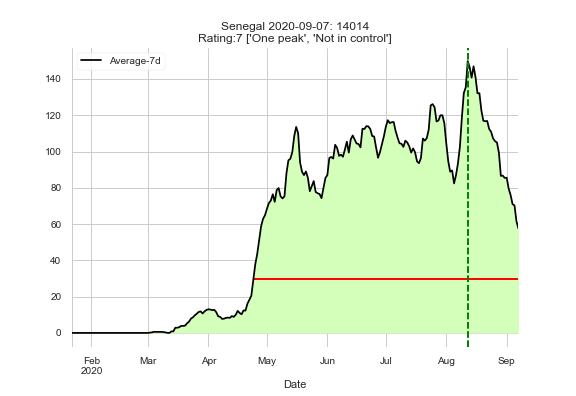 Senegal 2020-09-07: 14014
Rating:7 ['One peak', 'Not in control']
Average-7d
140
120
100
80
60
40
20
0
Feb
2020
Mar
Apr
May
Jun
Jul
Aug
Sep
Date